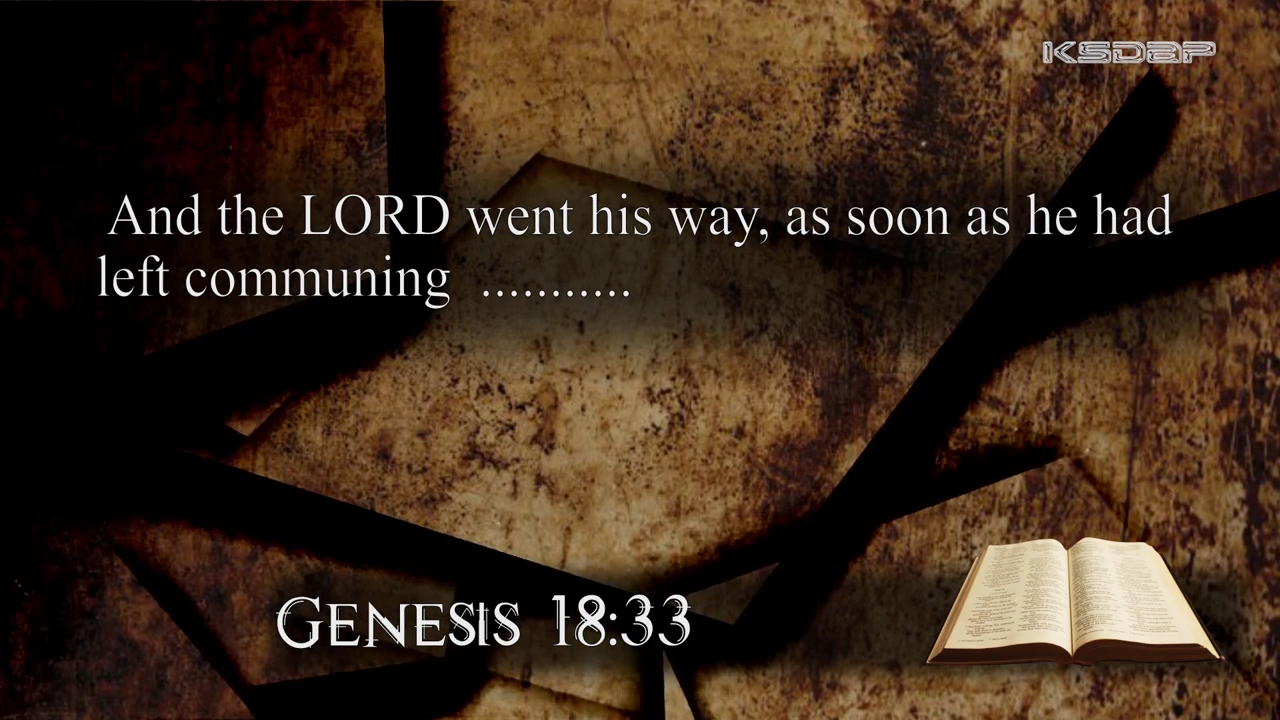 KSDAP
And the LORD went his way, as soon as he had
left communing ...........
GENESIS 18:33